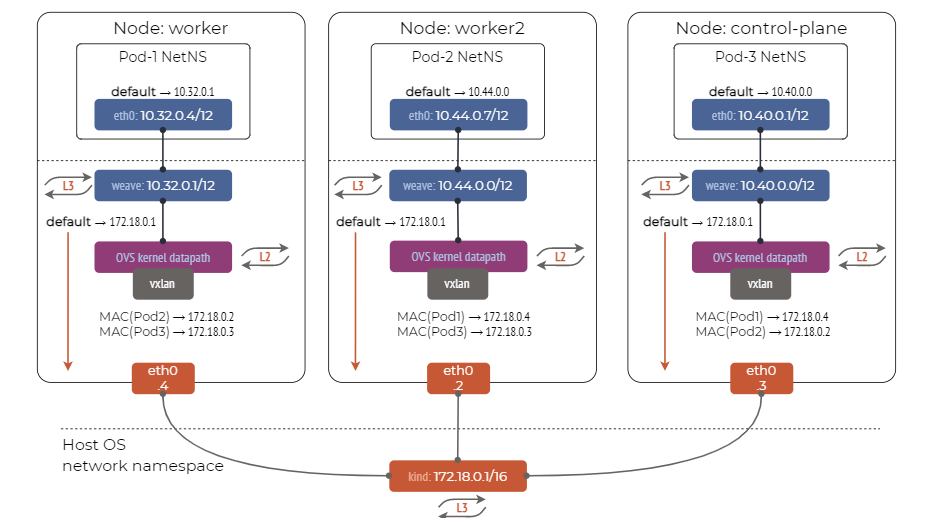 Node: worker
Pod-1 NetNS
default → 10.32.0.1
eth0: 10.32.0.4/12
L3
weave: 10.32.0.1/12
default → 172.18.0.1
OVS kernel datapath
L2
vxlan
MAC(Pod2) → 172.18.0.2
MAC(Pod3) → 172.18.0.3
eth0
.4
Node: worker2
Pod-2 NetNS
default → 10.44.0.0
eth0: 10.44.0.7/12
L3
weave: 10.44.0.0/12
default → 172.18.0.1
OVS kernel datapath
L2
vxlan
MAC(Pod1) → 172.18.0.4
MAC(Pod3) → 172.18.0.3
eth0
.2
Node: control-plane
Pod-3 NetNS
default → 10.40.0.0
eth0: 10.40.0.1/12
L3
weave: 10.40.0.0/12
default → 172.18.0.1
OVS kernel datapath
L2
vxlan
MAC(Pod1) → 172.18.0.4
MAC(Pod2) → 172.18.0.2
eth0
.3
Host OS
network namespace
kind: 172.18.0.1/16
L3